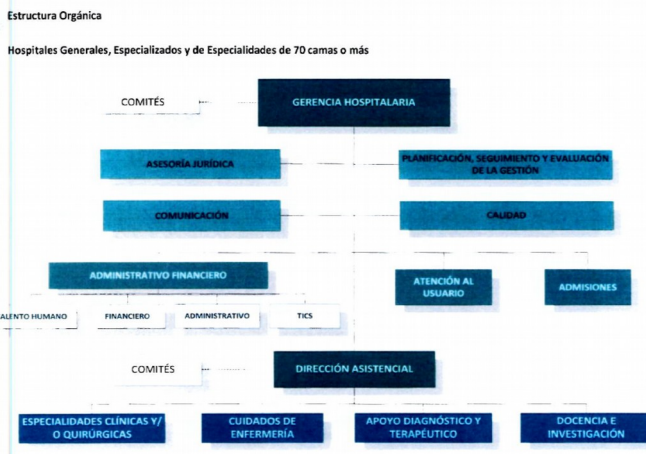 Estructura Orgánica
Hospitales Generales, Especializados y de Especialidades de 70 camas o más
COMITÉS
GERENCIA HOSPITALARIA
ASESORÍA JURÍDICA
PLANIFICACIÓN, SEGUIMIENTO Y EVALUACIÓN
DE LA GESTIÓN
COMUNICACIÓN
CALIDAD
ADMINISTRATIVO FINANCIERO
ATENCIÓN AL
USUARIO
ADMISIONES
ALENTO HUMANO
FINANCIERO
ADMINISTRATIVO
TICS
COMITÉS
DIRECCIÓN ASISTENCIAL
ESPECIALIDADES CLÍNICAS Y/
O QUIRÚRGICAS
CUIDADOS DE
ENFERMERÍA
APOYO DIAGNÓSTICO Y
TERAPÉUTICO
DOCENCIA E
INVESTIGACIÓN